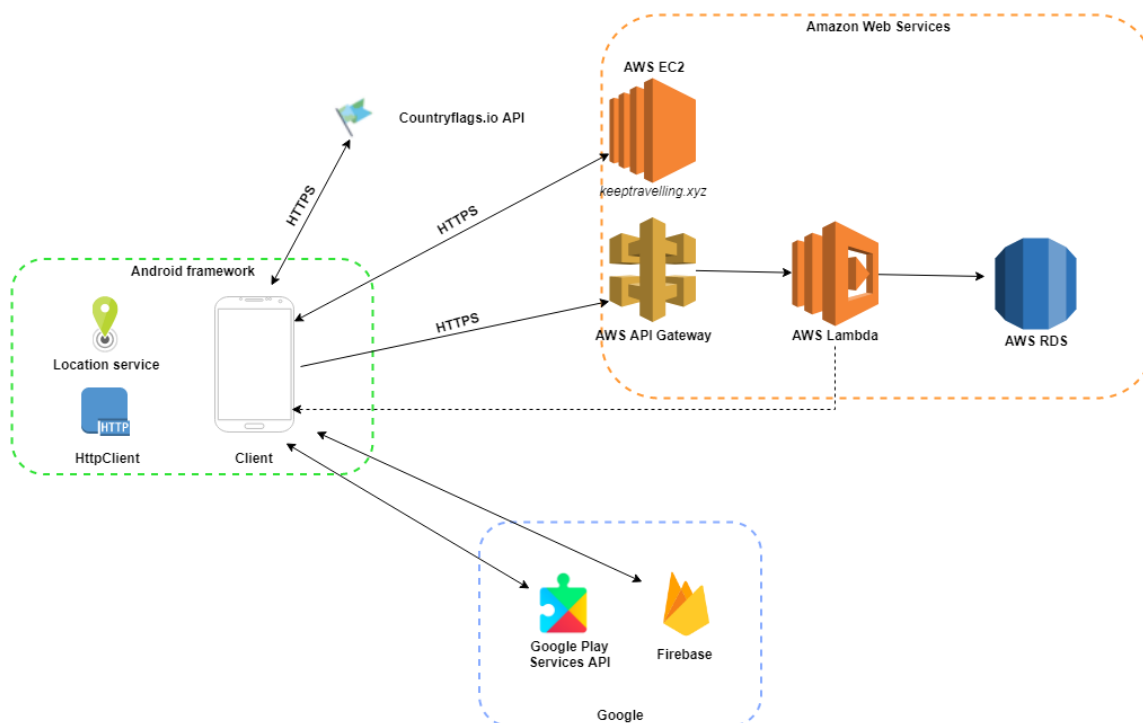 Amazon Web Services
AWS EC2
Countryflags.io API
HTTPS
HTTPS
keeptravelling.xyz
Android framework
HTTPS
Location service
AWS API Gateway
AWS Lambda
AWS RDS
HTTP
HttpClient
Client
Google Play
Services API
Firebase
Google